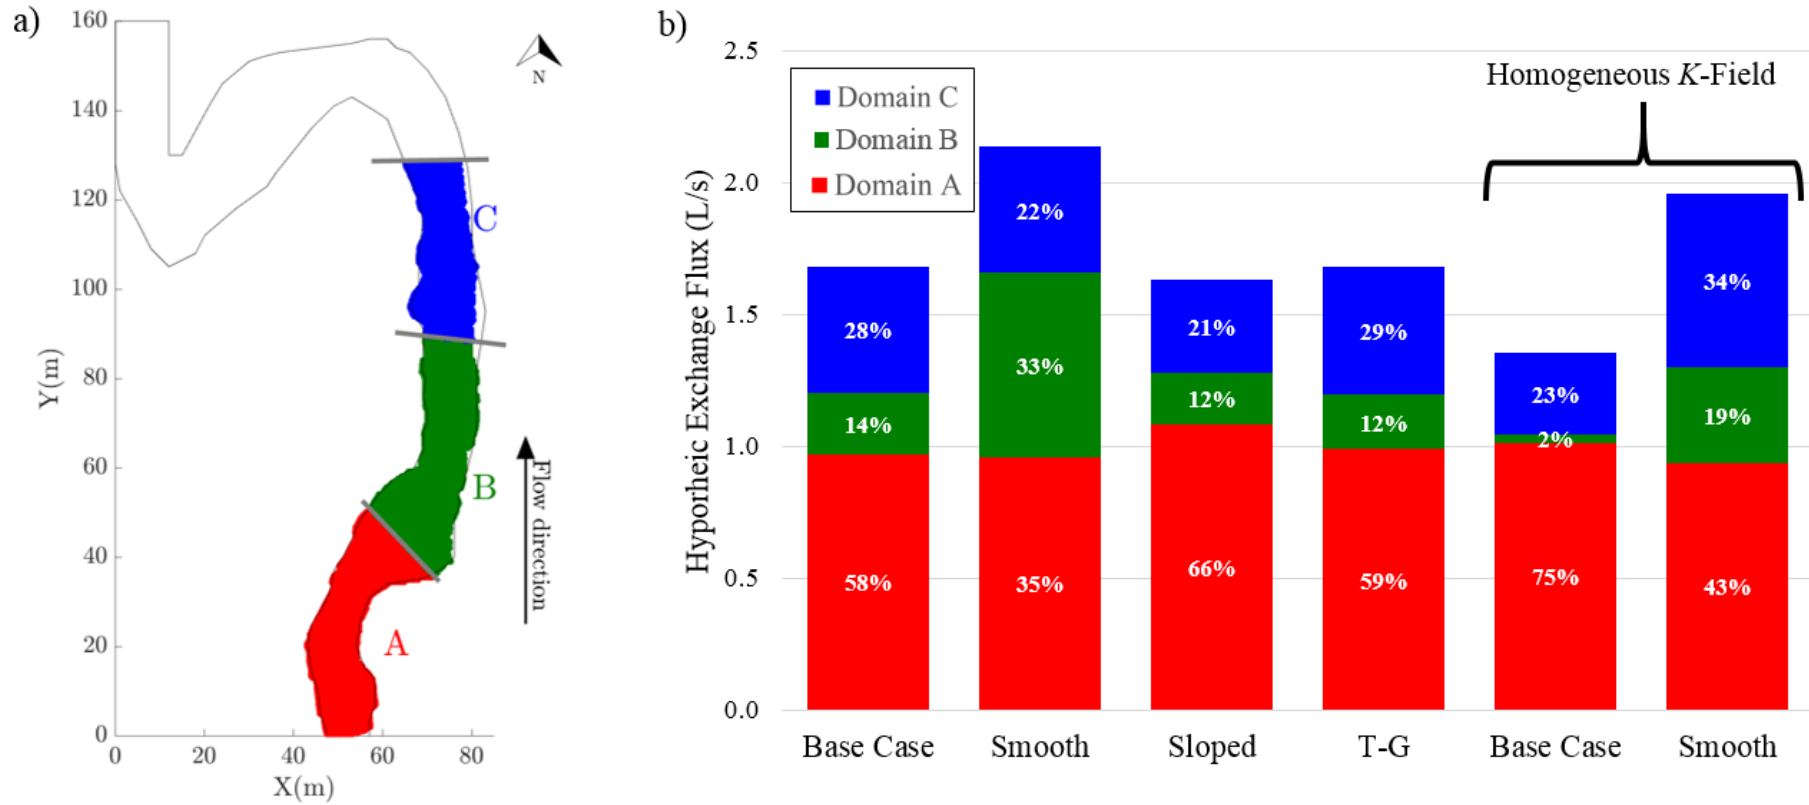 a)
160
140
120
100
80
60
40
20
0
Y(m)
0 20 40 60 80
X(m)
N
C
B
A
Flow direction
b)
2.5
2.0
1.5
1.0
0.5
0.0
Hyporheic Exchange Flux (L/s)
Domain C
Domain B
Domain A
Homogeneous K-Field
28%
14%
58%
22%
33%
35%
21%
12%
66%
29%
12%
59%
23%
2%
75%
34%
19%
43%
Base Case Smooth Sloped T-G Base Case Smooth